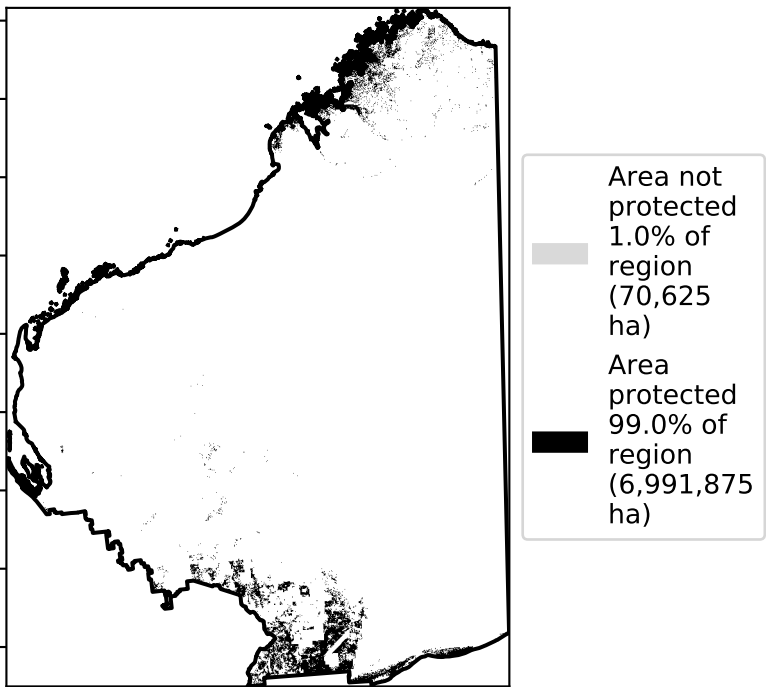 Area not
protected
1.0% of
region
(70,625
ha)
Area
protected
99.0% of
region
(6,991,875
ha)